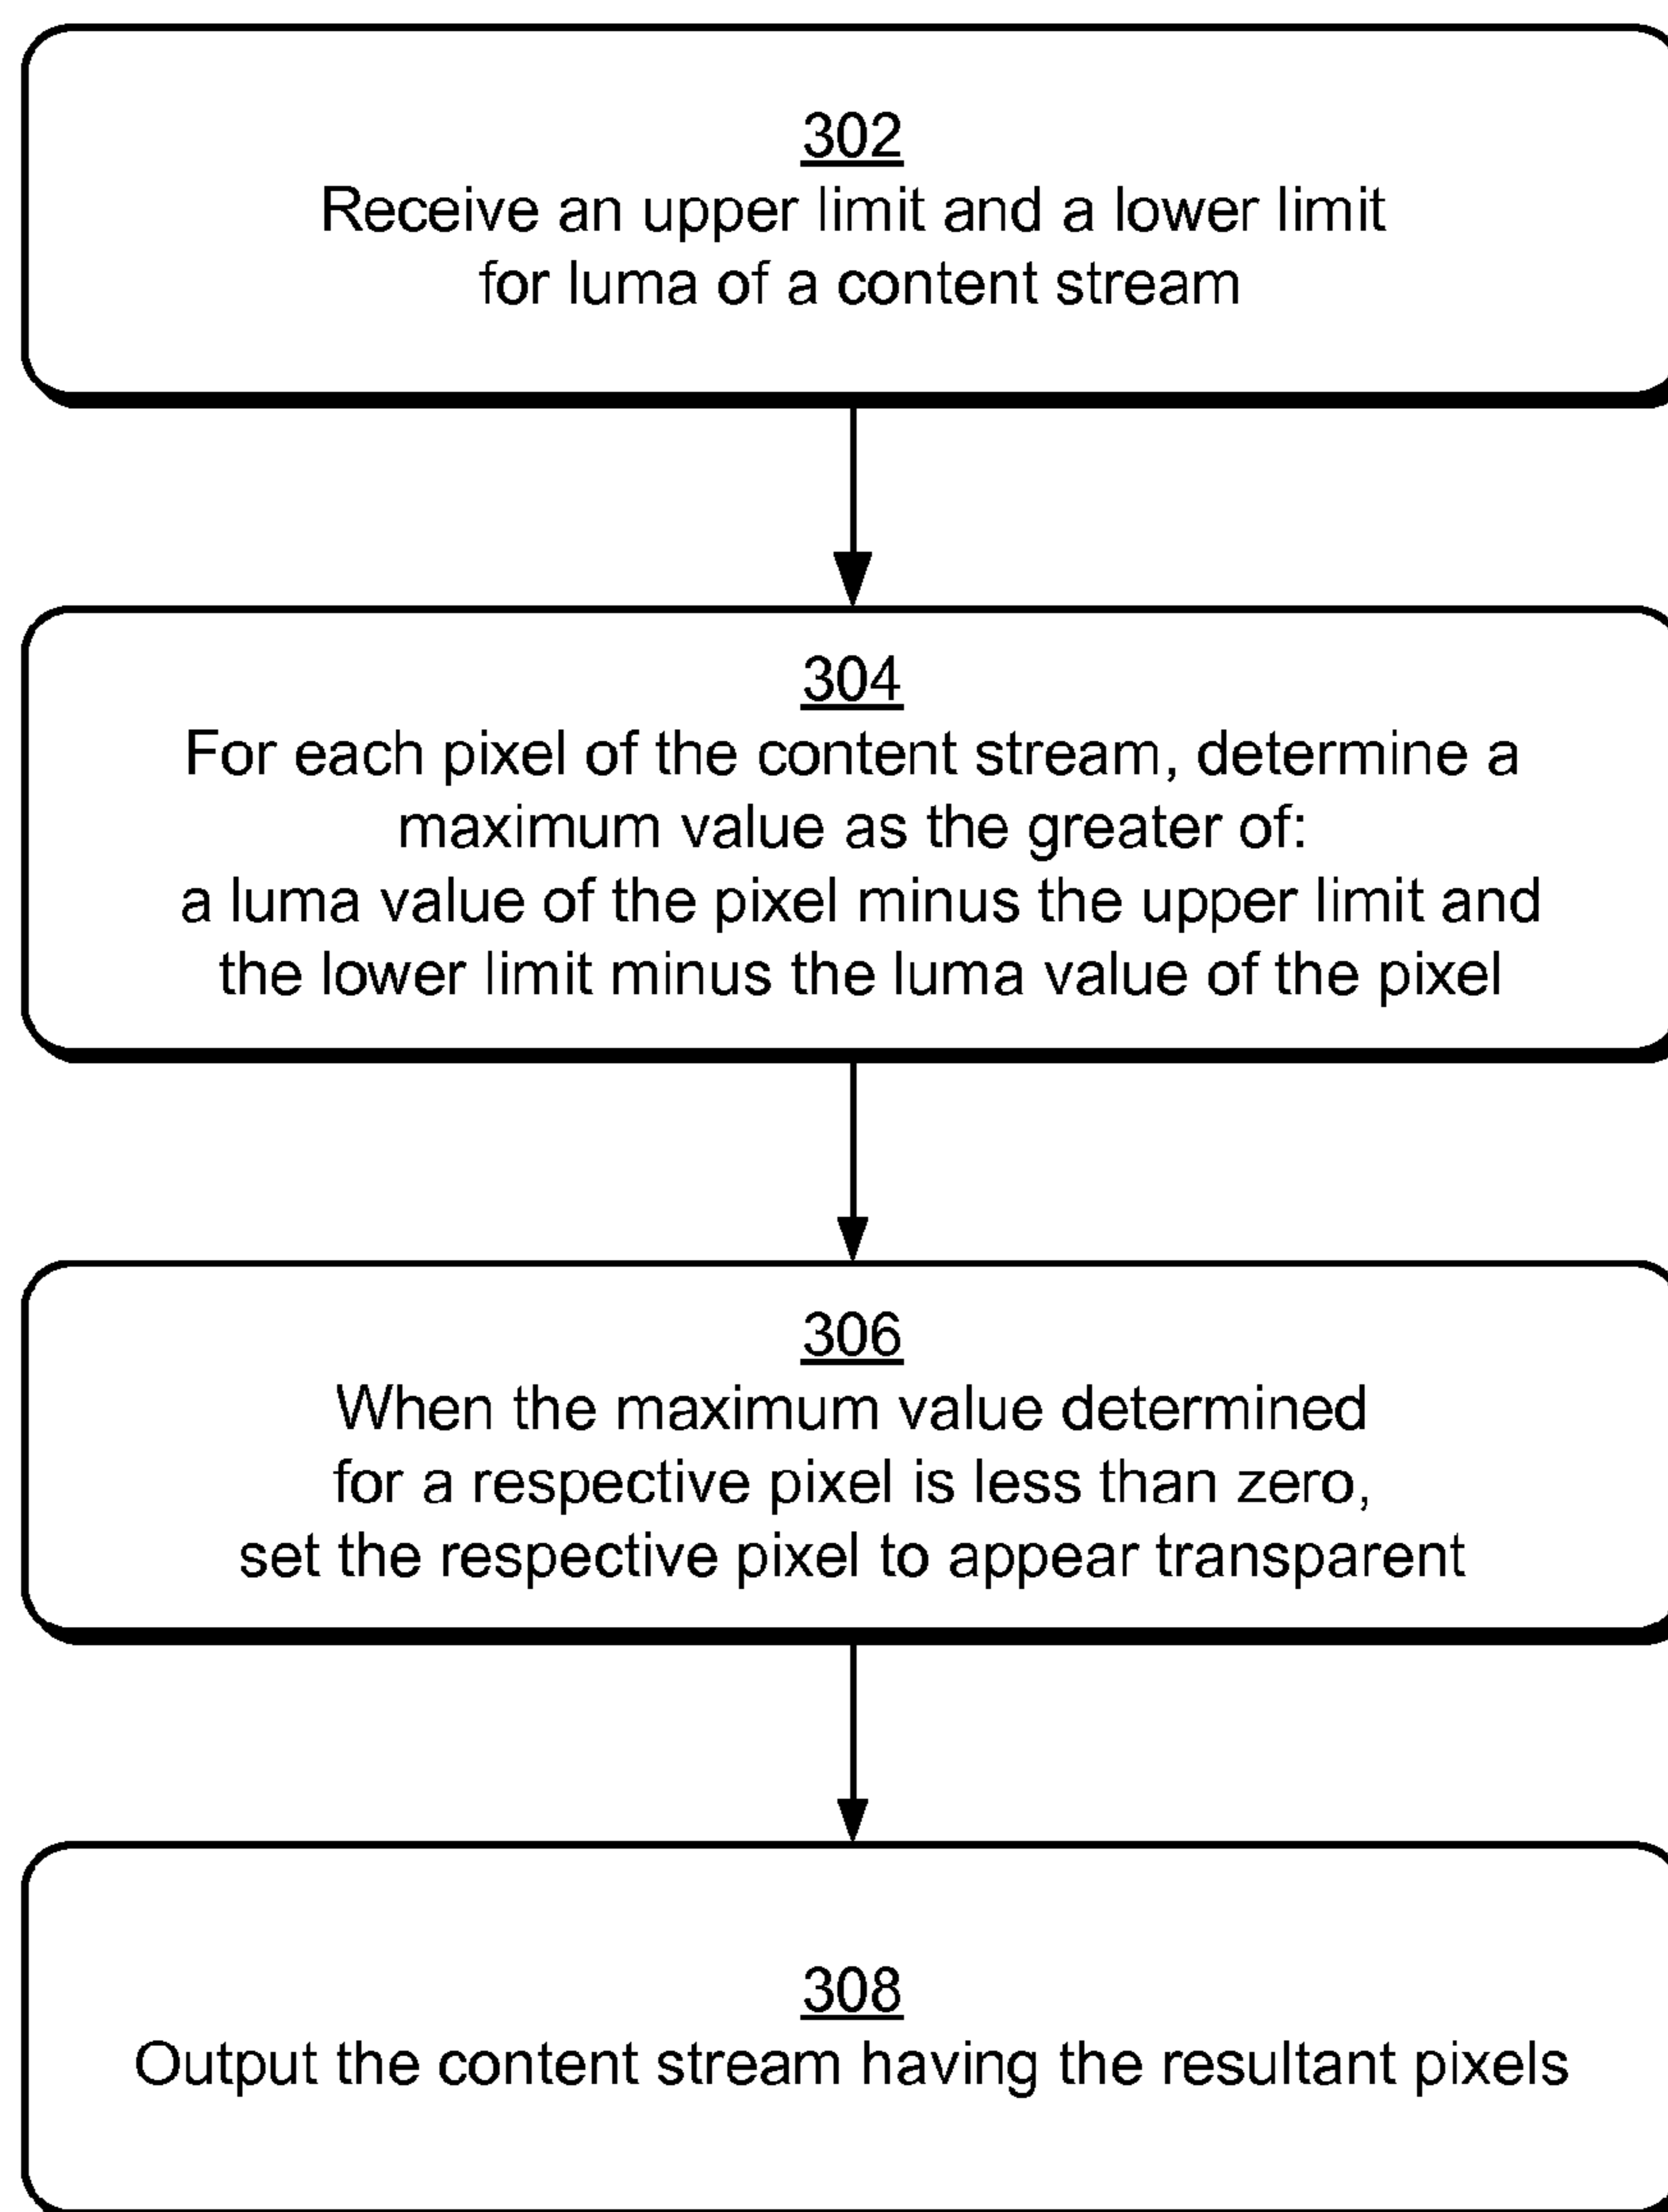 302
Receive an upper limit and a lower limit
for luma of a content stream
304
For each pixel of the content stream, determine a
maximum value as the greater of:
a luma value of the pixel minus the upper limit and
the lower limit minus the luma value of the pixel
306
When the maximum value determined
for a respective pixel is less than zero,
set the respective pixel to appear transparent
308
Output the content stream having the resultant pixels